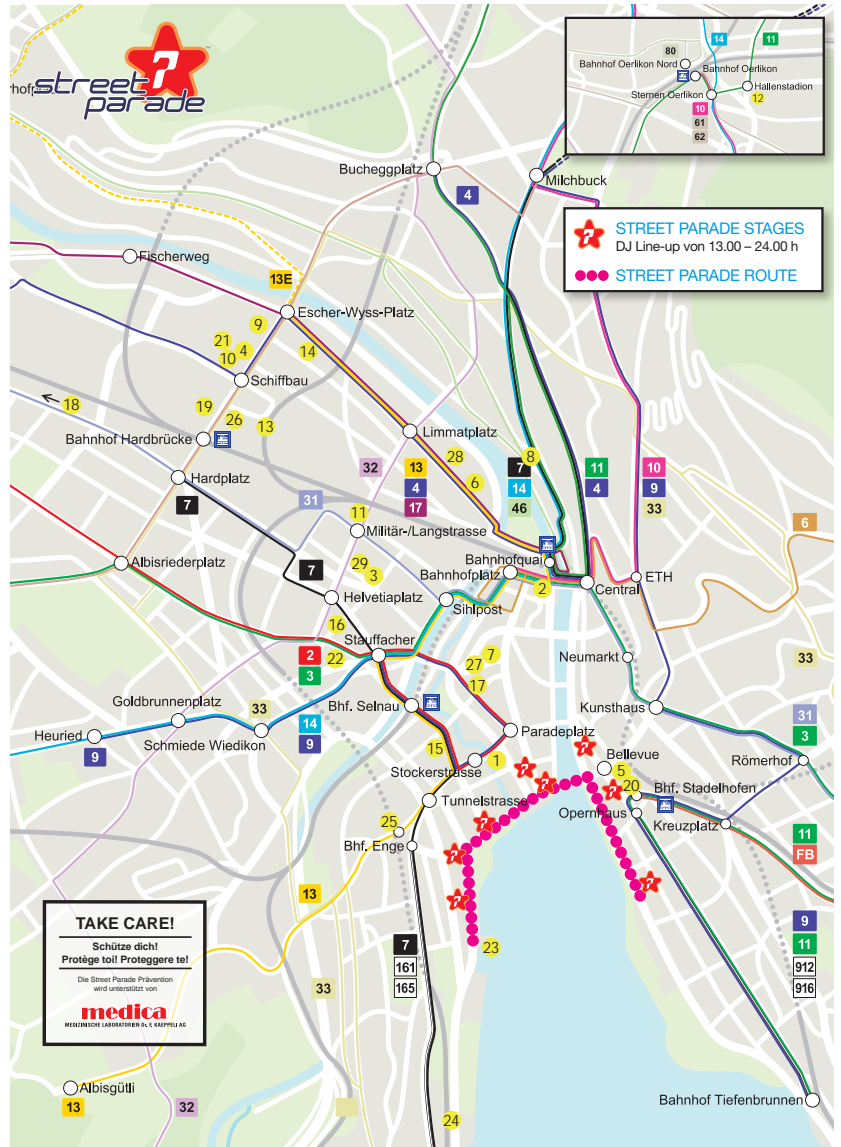 street
parade
80
14
11
Bahnhof Oerlikon Nord
Bahnhof Oerlikon
Sternen Oerlikon
Hallenstadion
12
10
61
62
Bucheggplatz
4
Milchbuck
STREET PARADE STAGES
DJ Line-up von 13.00 – 24.00 h
STREET PARADE ROUTE
Fischerweg
13E
Escher-Wyss-Platz
9
21
4
10
14
Schiffbau
18
19
26
13
Bahnhof Hardbrücke
Limmatplatz
Hardplatz
7
31
32
13
4
17
28
6
8
7
14
46
11
4
10
9
33
6
11
Militär-/Langstrasse
Albisriederplatz
7
29
3
Bahnhofquai
Bahnhofplatz
2
Central
ETH
Helvetiaplatz
Sihlpost
16
Stauffacher
2
3
22
7
27
17
Neumarkt
33
Goldbrunnenplatz
33
Heuried
9
Schmiede Wiedikon
14
9
Bhf. Selnau
Kunsthaus
31
3
Paradeplatz
15
1
Stockerstrasse
Bellevue
5
Römerhof
20
Bhf. Stadelhofen
Tunnelstrasse
Opernhaus
Kreuzplatz
25
Bhf. Enge
11
FB
13
TAKE CARE!
Schütze dich!
Protège toi! Proteggere te!
Die Street Parade Prävention
wird unterstützt von
medica
MEDIZINISCHE LABORATORIEN Dr. F. KAEPPELI AG
7
161
165
23
9
11
912
916
33
Albisgütli
13
32
24
Bahnhof Tiefenbrunnen